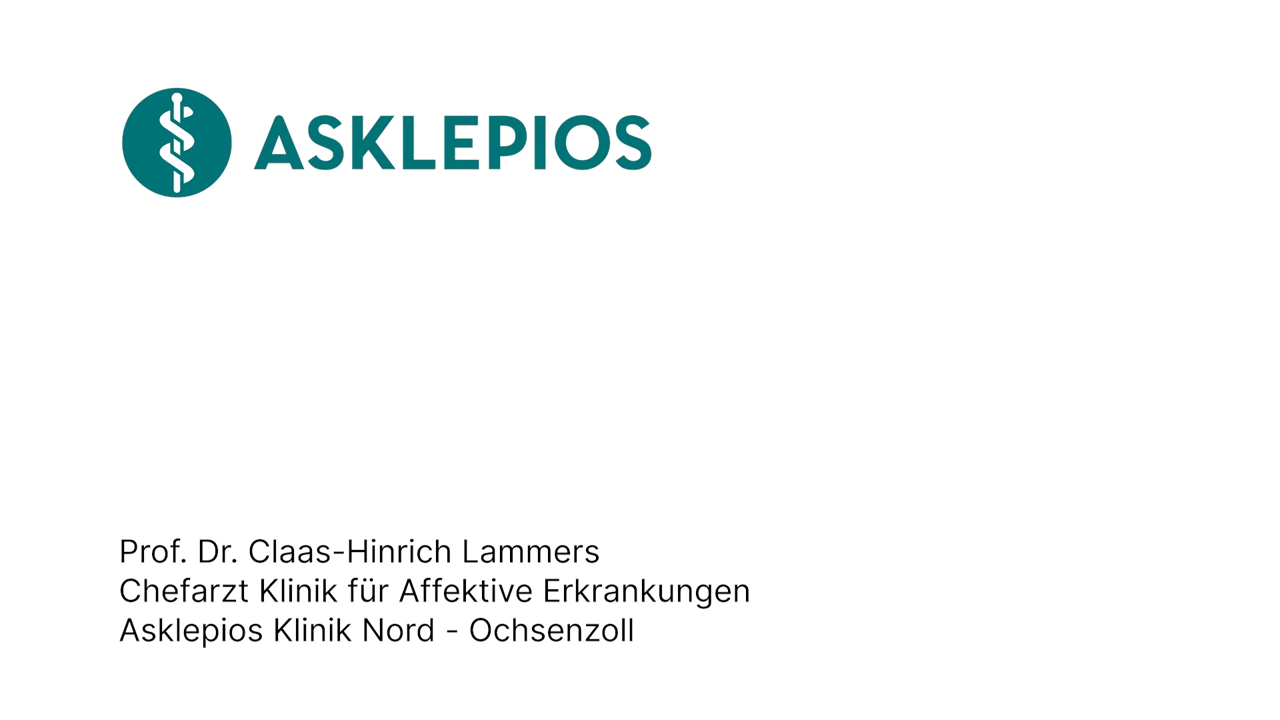 ASKLEPIOS
Prof. Dr. Claas-Hinrich Lammers
Chefarzt Klinik für Affektive Erkrankungen
Asklepios Klinik Nord - Ochsenzoll